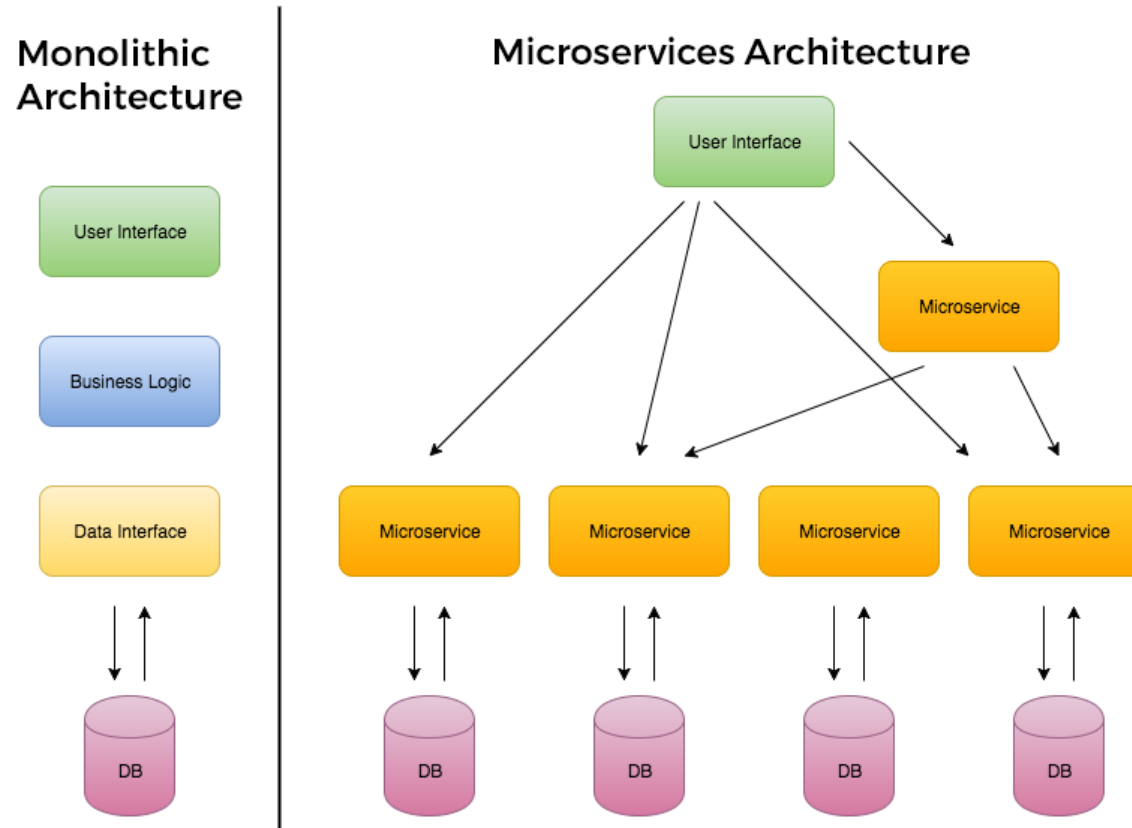 Monolithic
Architecture
User Interface
Business Logic
Data Interface
DB
Microservices Architecture
User Interface
Microservice
Microservice
Microservice
Microservice
Microservice
DB
DB
DB
DB